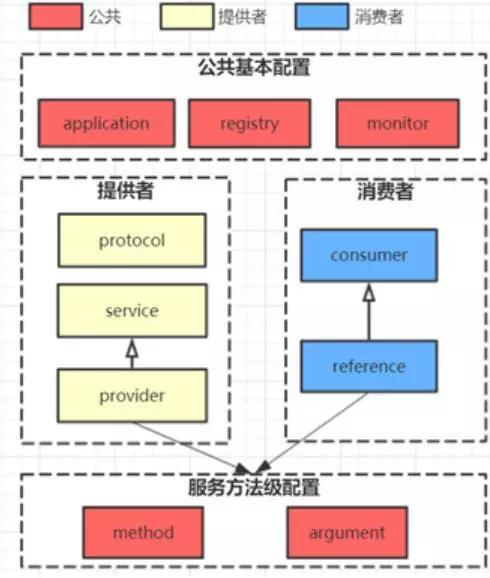 公共 提供者 消费者
公共基本配置
application registry monitor
提供者
protocol
service
provider
消费者
consumer
reference
服务方法级配置
method argument